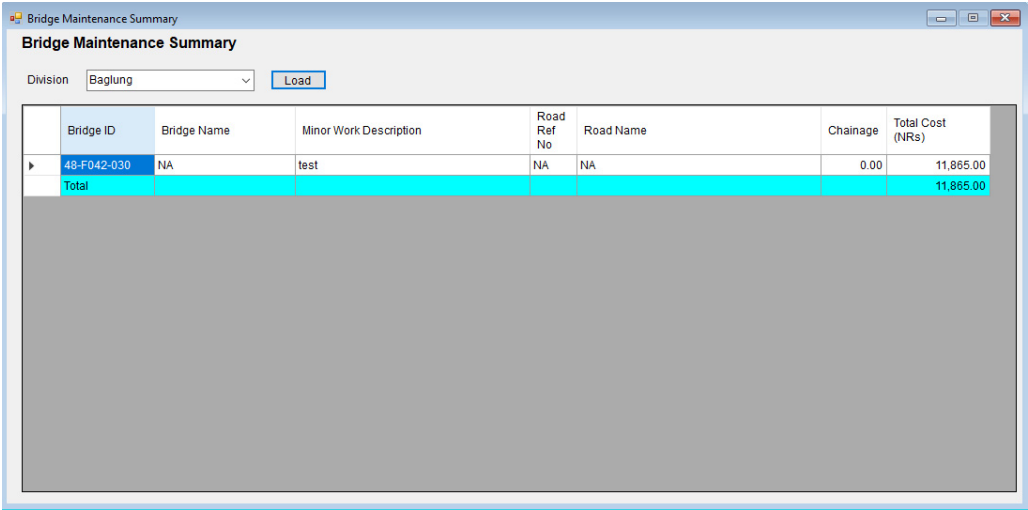 Bridge Maintenance Summary
Bridge Maintenance Summary
Division Baglung Load
Bridge ID Bridge Name Minor Work Description Road Ref No Road Name Chainage Total Cost (NRs)
48-F042-030 NA test NA NA 0.00 11,865.00
Total 11,865.00